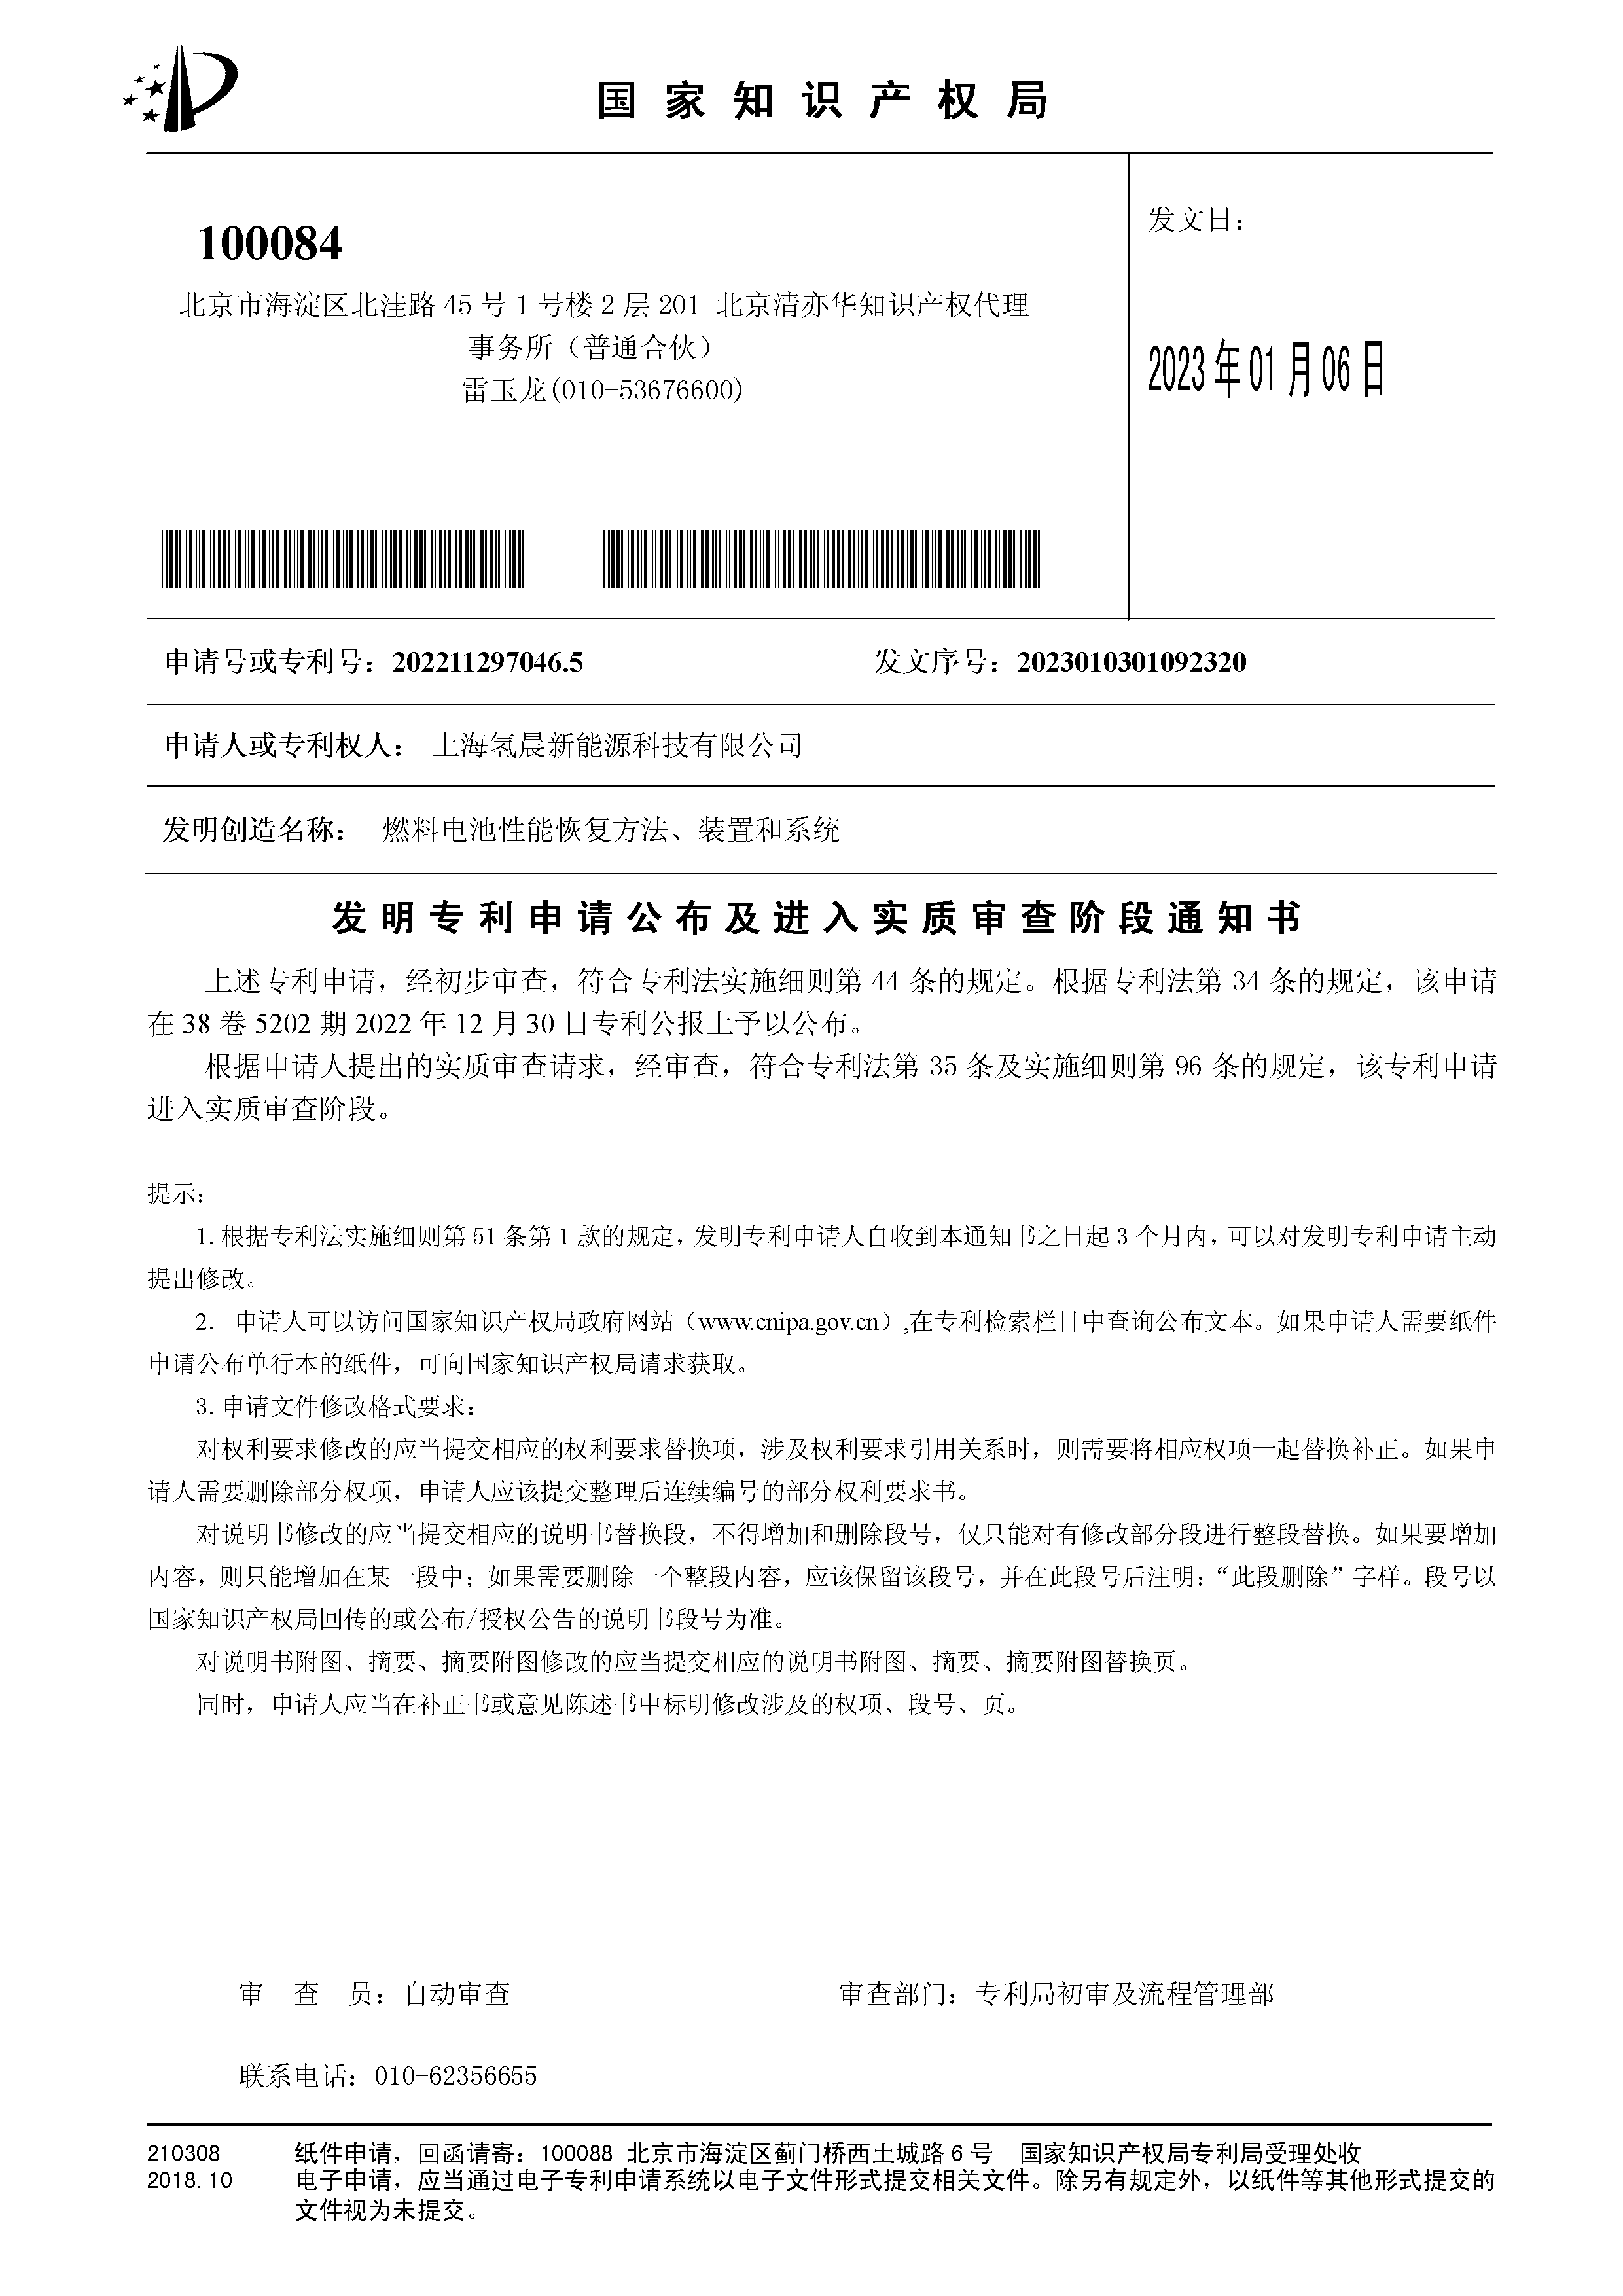 国家知识产权局
100084
北京市海淀区北洼路 45 号 1 号楼 2 层 201 北京清亦华知识产权代理
事务所（普通合伙）
雷玉龙(010-53676600)
发文日：
2023 年 01 月 06 日
申请号或专利号：202211297046.5
发文序号：2023010301092320
申请人或专利权人： 上海氢晨新能源科技有限公司
发明创造名称： 燃料电池性能恢复方法、装置和系统
发明专利申请公布及进入实质审查阶段通知书
上述专利申请，经初步审查，符合专利法实施细则第 44 条的规定。根据专利法第 34 条的规定，该申请
在 38 卷 5202 期 2022 年 12 月 30 日专利公报上予以公布。
根据申请人提出的实质审查请求，经审查，符合专利法第 35 条及实施细则第 96 条的规定，该专利申请
进入实质审查阶段。
提示：
1. 根据专利法实施细则第 51 条第 1 款的规定，发明专利申请人自收到本通知书之日起 3 个月内，可以对发明专利申请主动
提出修改。
2. 申请人可以访问国家知识产权局政府网站（www.cnipa.gov.cn）,在专利检索栏目中查询公布文本。如果申请人需要纸件
申请公布单行本的纸件，可向国家知识产权局请求获取。
3. 申请文件修改格式要求：
对权利要求修改的应当提交相应的权利要求替换项，涉及权利要求引用关系时，则需要将相应权项一起替换补正。如果申
请人需要删除部分权项，申请人应该提交整理后连续编号的部分权利要求书。
对说明书修改的应当提交相应的说明书替换段，不得增加和删除段号，仅只能对有修改部分段进行整段替换。如果要增加
内容，则只能增加在某一段中；如果需要删除一个整段内容，应该保留该段号，并在此段号后注明：“此段删除”字样。段号以
国家知识产权局回传的或公布/授权公告的说明书段号为准。
对说明书附图、摘要、摘要附图修改的应当提交相应的说明书附图、摘要、摘要附图替换页。
同时，申请人应当在补正书或意见陈述书中标明修改涉及的权项、段号、页。
审 查 员：自动审查
审查部门：专利局初审及流程管理部
联系电话：010-62356655
210308 纸件申请，回函请寄：100088 北京市海淀区蓟门桥西土城路 6 号 国家知识产权局专利局受理处收
2018.10 电子申请，应当通过电子专利申请系统以电子文件形式提交相关文件。除另有规定外，以纸件等其他形式提交的
文件视为未提交。